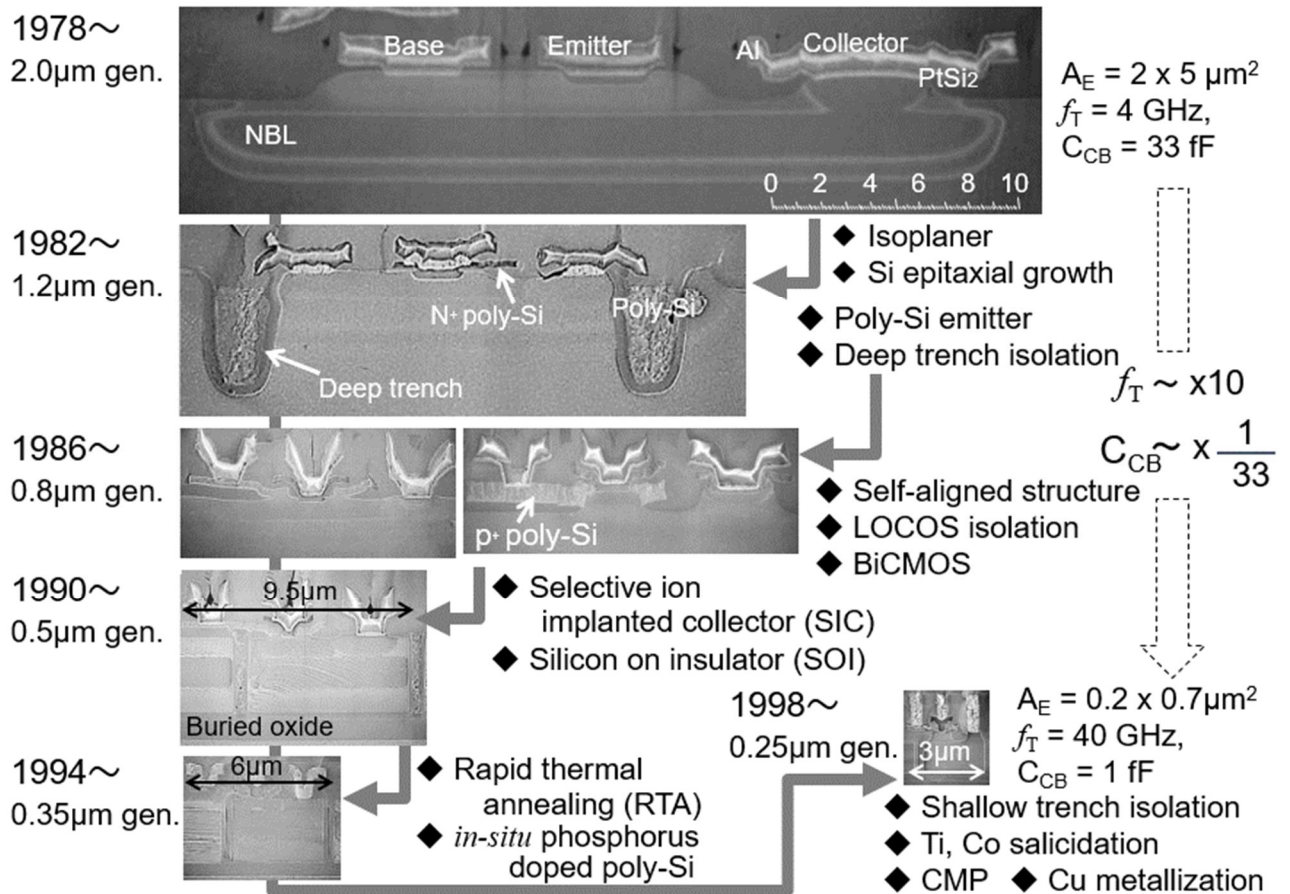 1978～
2.0µm gen.
Base
Emitter
Al
Collector
PtSi2
NBL
0 2 4 6 8 10
A_E = 2 x 5 µm²
f_T = 4 GHz,
C_CB = 33 fF
1982～
1.2µm gen.
N+ poly-Si
Poly-Si
Deep trench
◆ Isoplaner
◆ Si epitaxial growth
◆ Poly-Si emitter
◆ Deep trench isolation
f_T ~ x10
C_CB~ x 1/33
1986～
0.8µm gen.
p+ poly-Si
◆ Self-aligned structure
◆ LOCOS isolation
◆ BiCMOS
1990～
0.5µm gen.
9.5µm
Buried oxide
◆ Selective ion
implanted collector (SIC)
◆ Silicon on insulator (SOI)
1994～
0.35µm gen.
6µm
◆ Rapid thermal
annealing (RTA)
◆ in-situ phosphorus
doped poly-Si
1998～
0.25µm gen.
3µm
A_E = 0.2 x 0.7µm²
f_T = 40 GHz,
C_CB = 1 fF
◆ Shallow trench isolation
◆ Ti, Co salicidation
◆ CMP ◆ Cu metallization